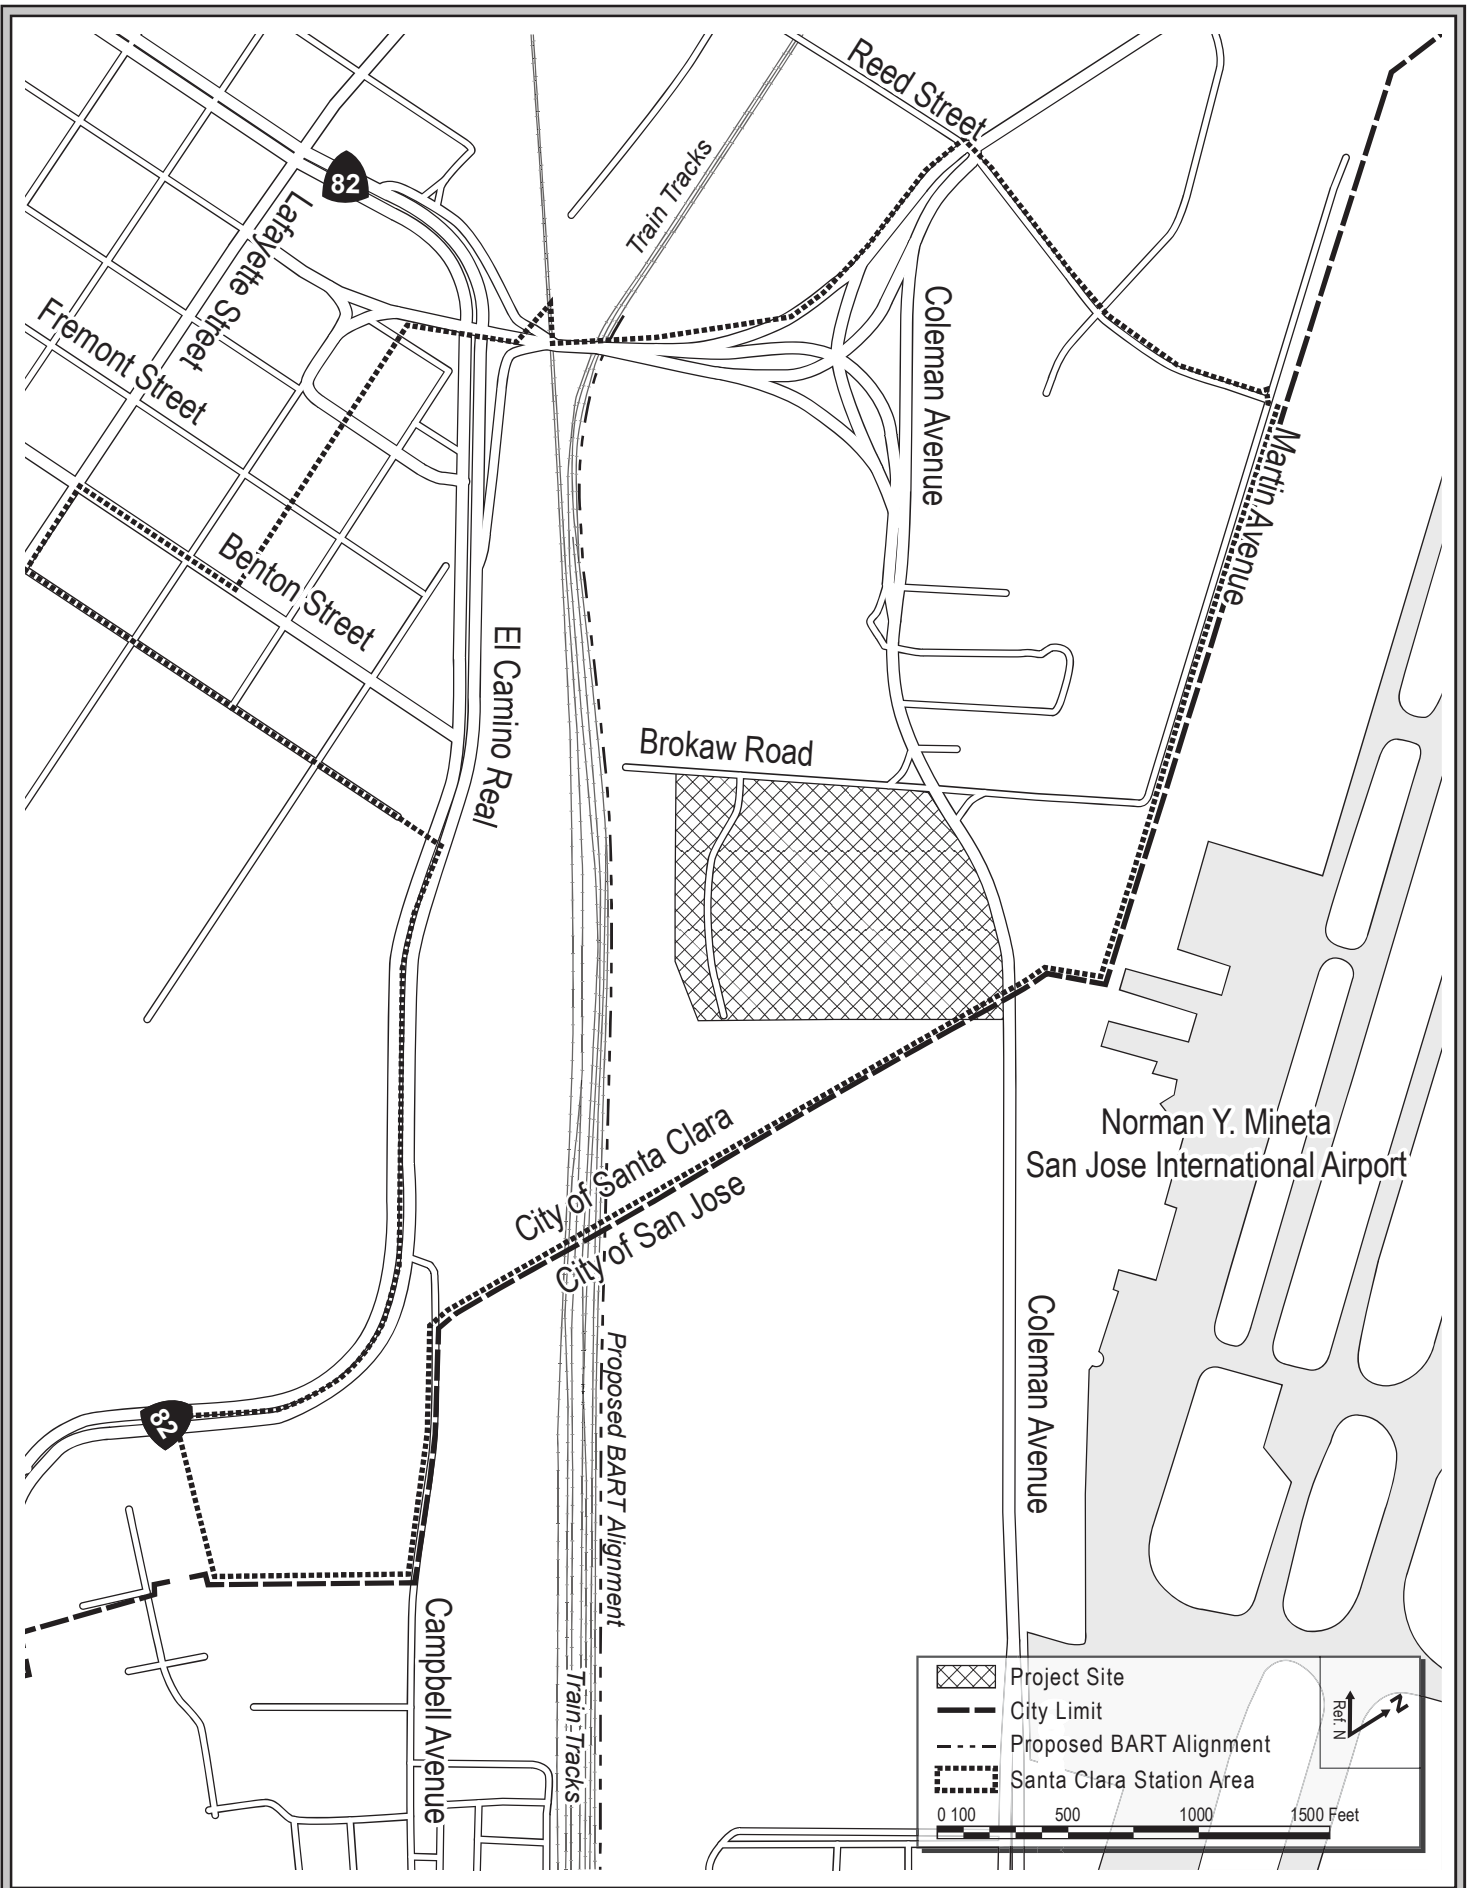 Reed Street
Train Tracks
82
Lafayette Street
Fremont Street
Coleman Avenue
Martin Avenue
Benton Street
El Camino Real
Brokaw Road
Norman Y. Mineta
San Jose International Airport
City of Santa Clara
City of San Jose
Coleman Avenue
Proposed BART Alignment
82
Campbell Avenue
Train Tracks
Project Site
City Limit
Proposed BART Alignment
Santa Clara Station Area
Ref. N
N
0 100 500 1000 1500 Feet